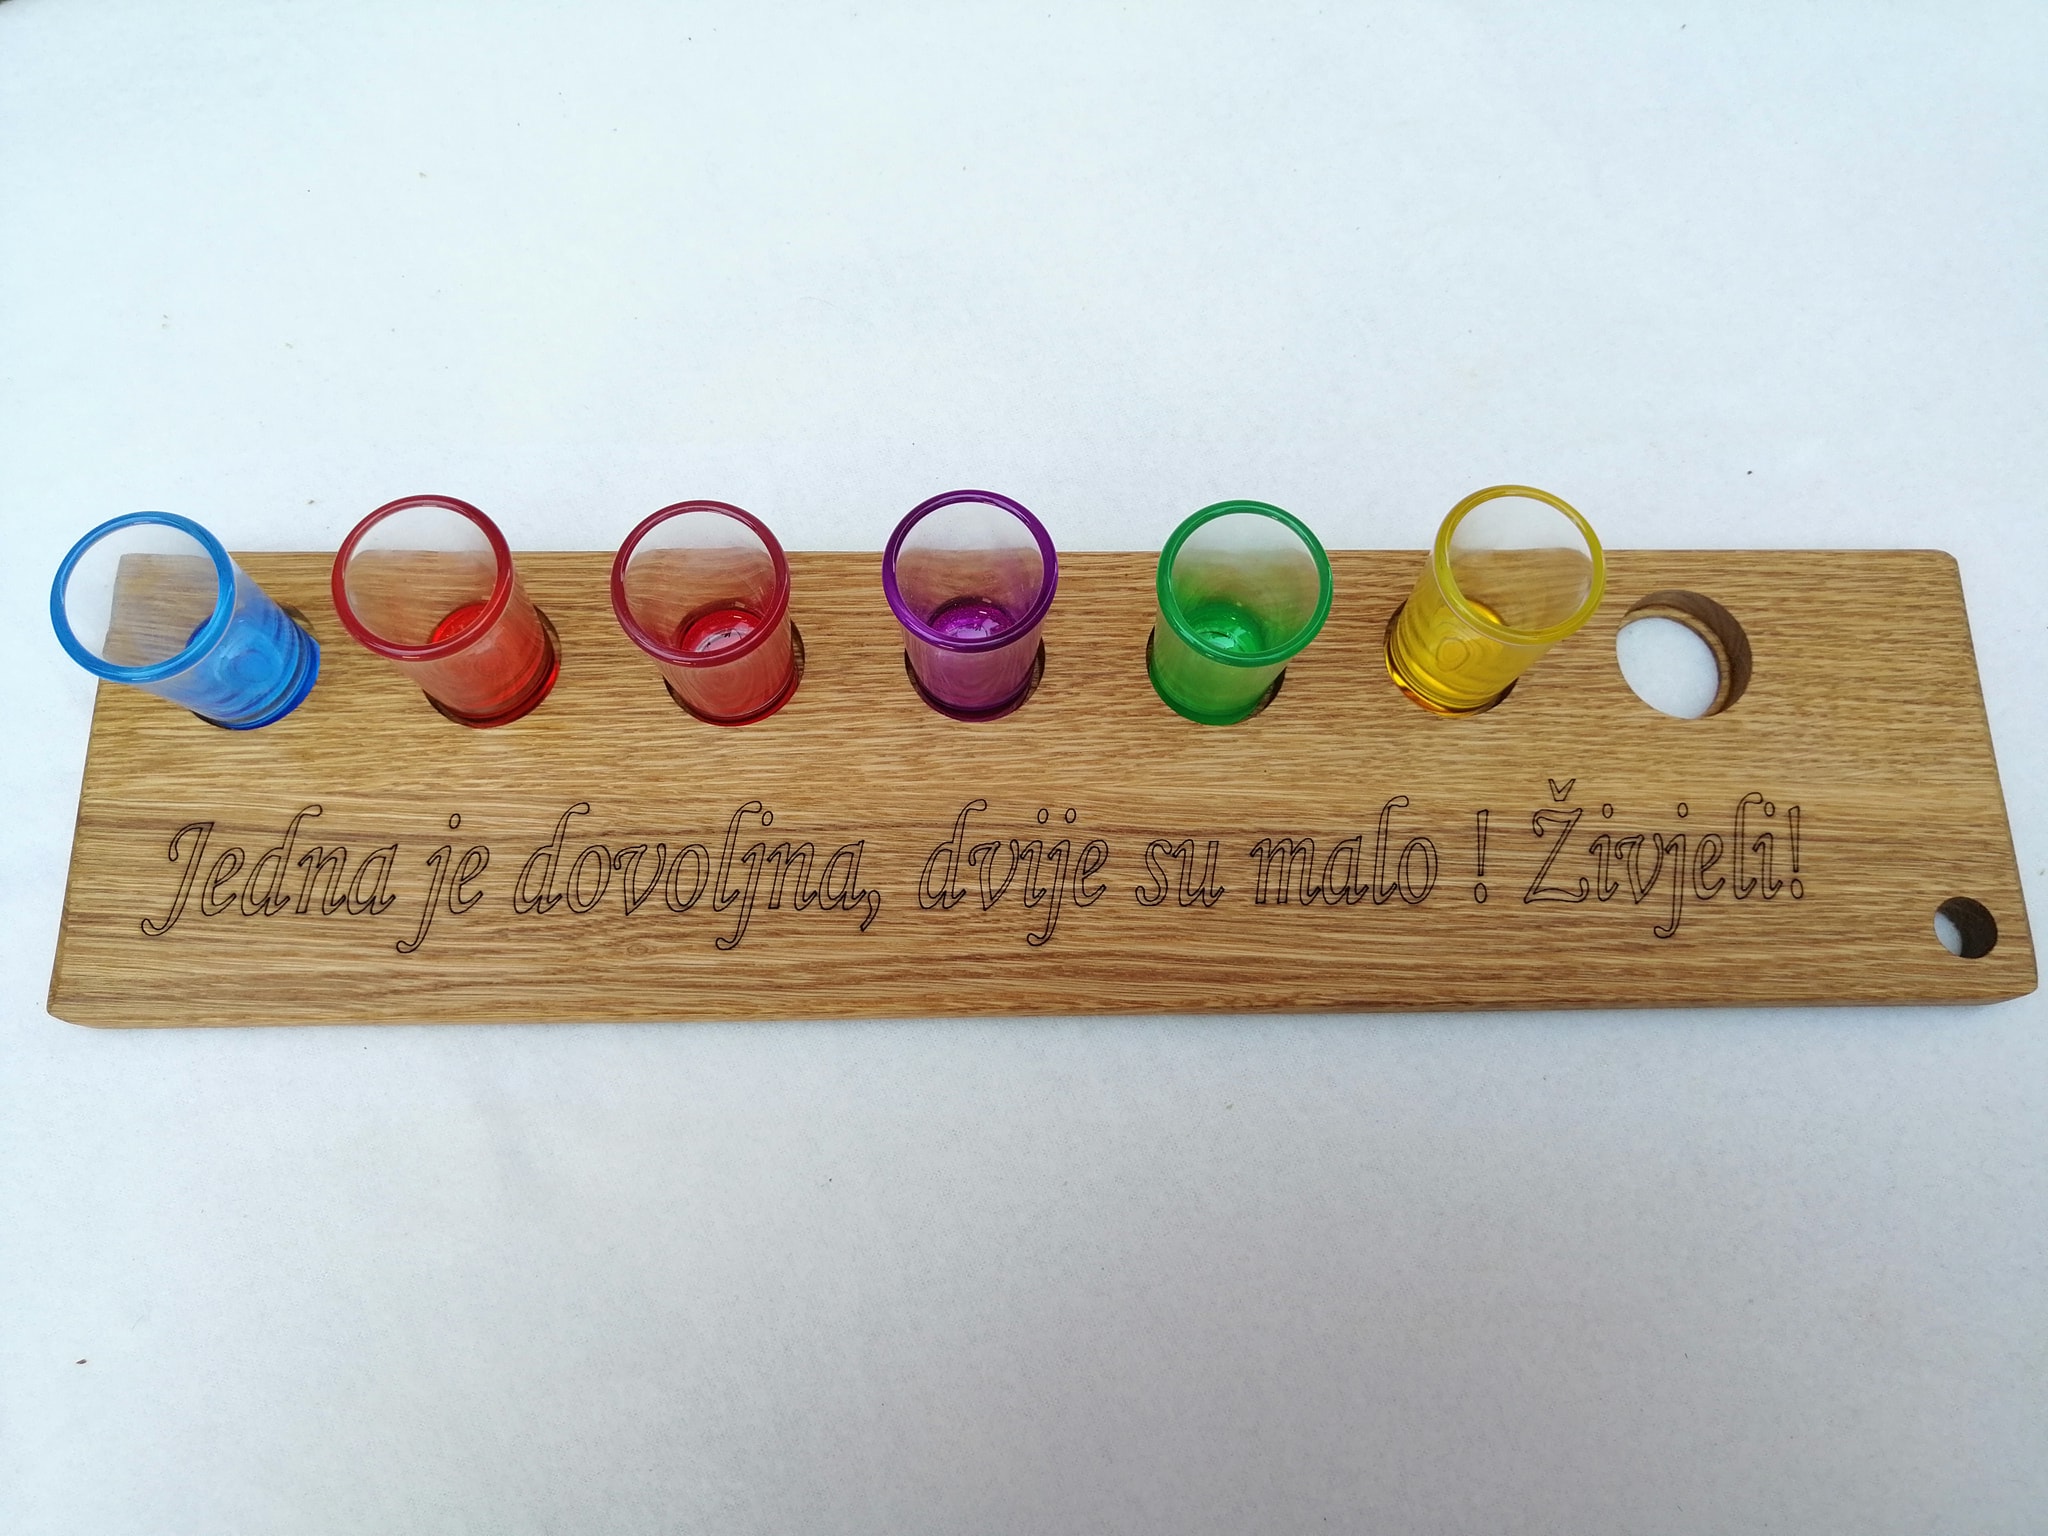 Jedna je dovoljna, dvije su malo ! Živjeli!